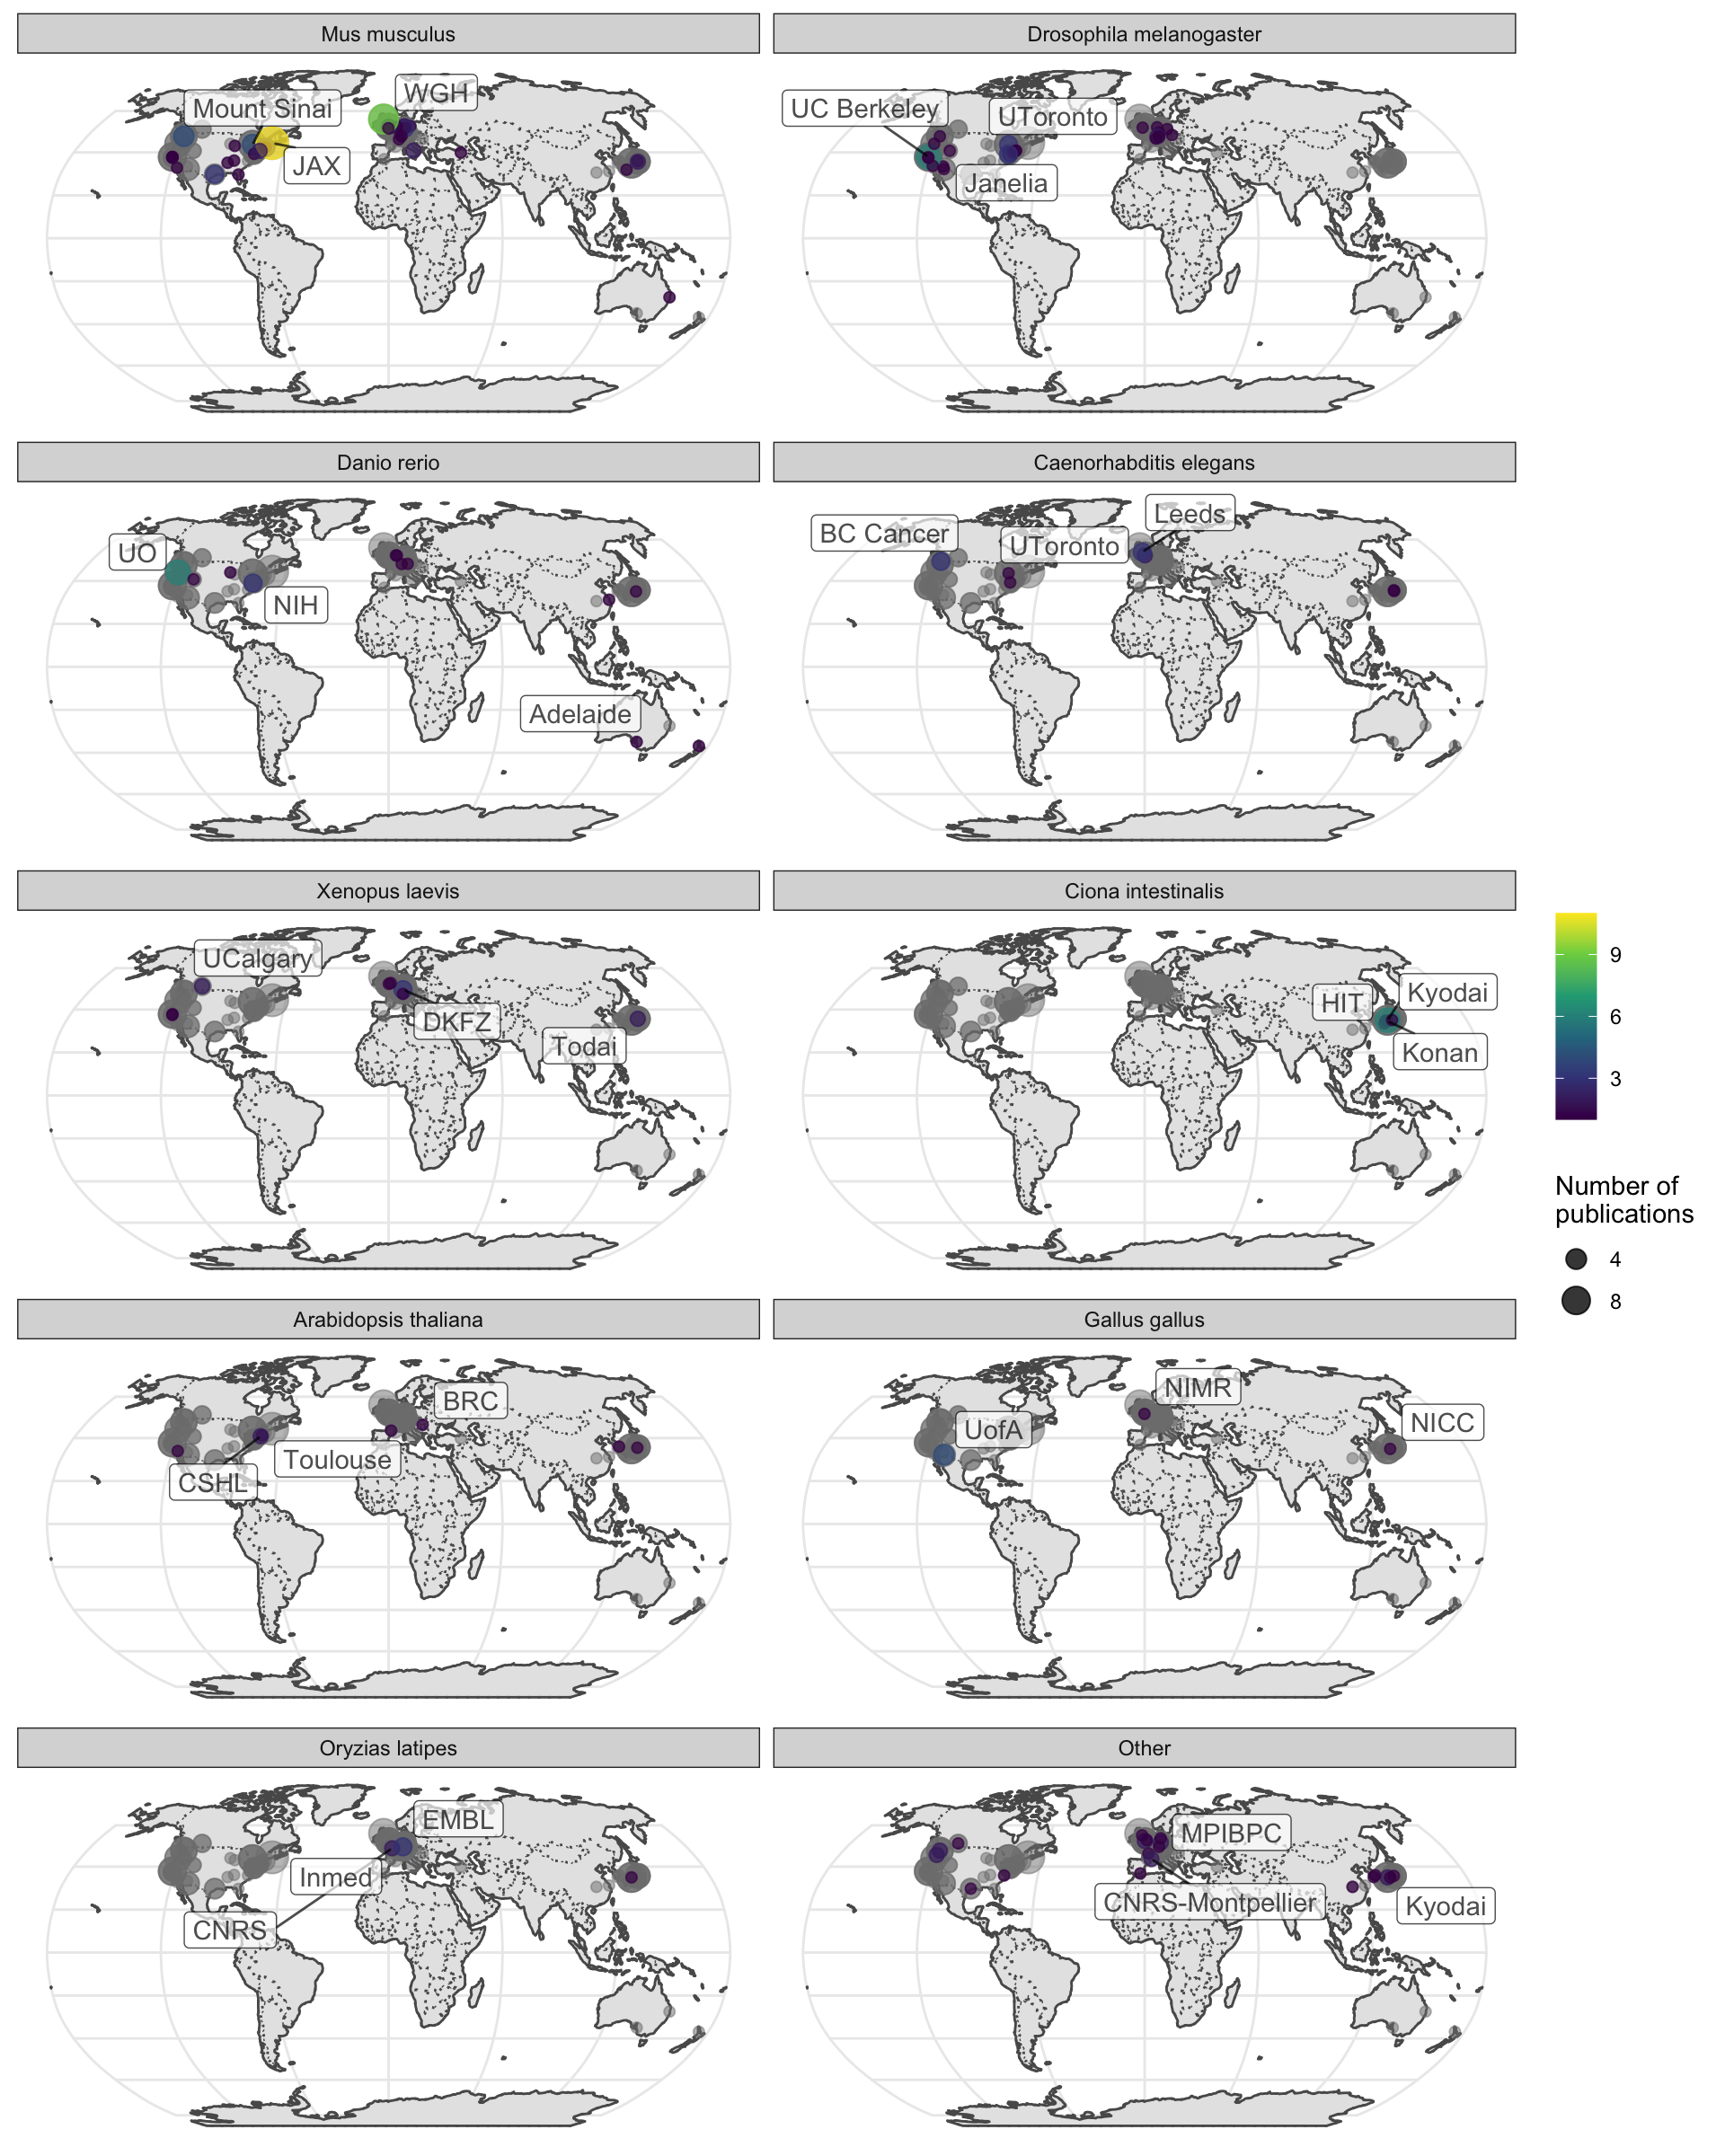 Mus musculus
Drosophila melanogaster
WGH
Mount Sinai
JAX
UC Berkeley
UToronto
Janelia
Danio rerio
Caenorhabditis elegans
UO
NIH
Adelaide
Leeds
BC Cancer
UToronto
Xenopus laevis
Ciona intestinalis
UCalgary
DKFZ
Todai
HIT
Kyodai
Konan
9
6
3
Number of
publications
4
8
Arabidopsis thaliana
Gallus gallus
BRC
Toulouse
CSHL
NIMR
UofA
NICC
Oryzias latipes
Other
EMBL
Inmed
CNRS
MPIBPC
CNRS-Montpellier
Kyodai